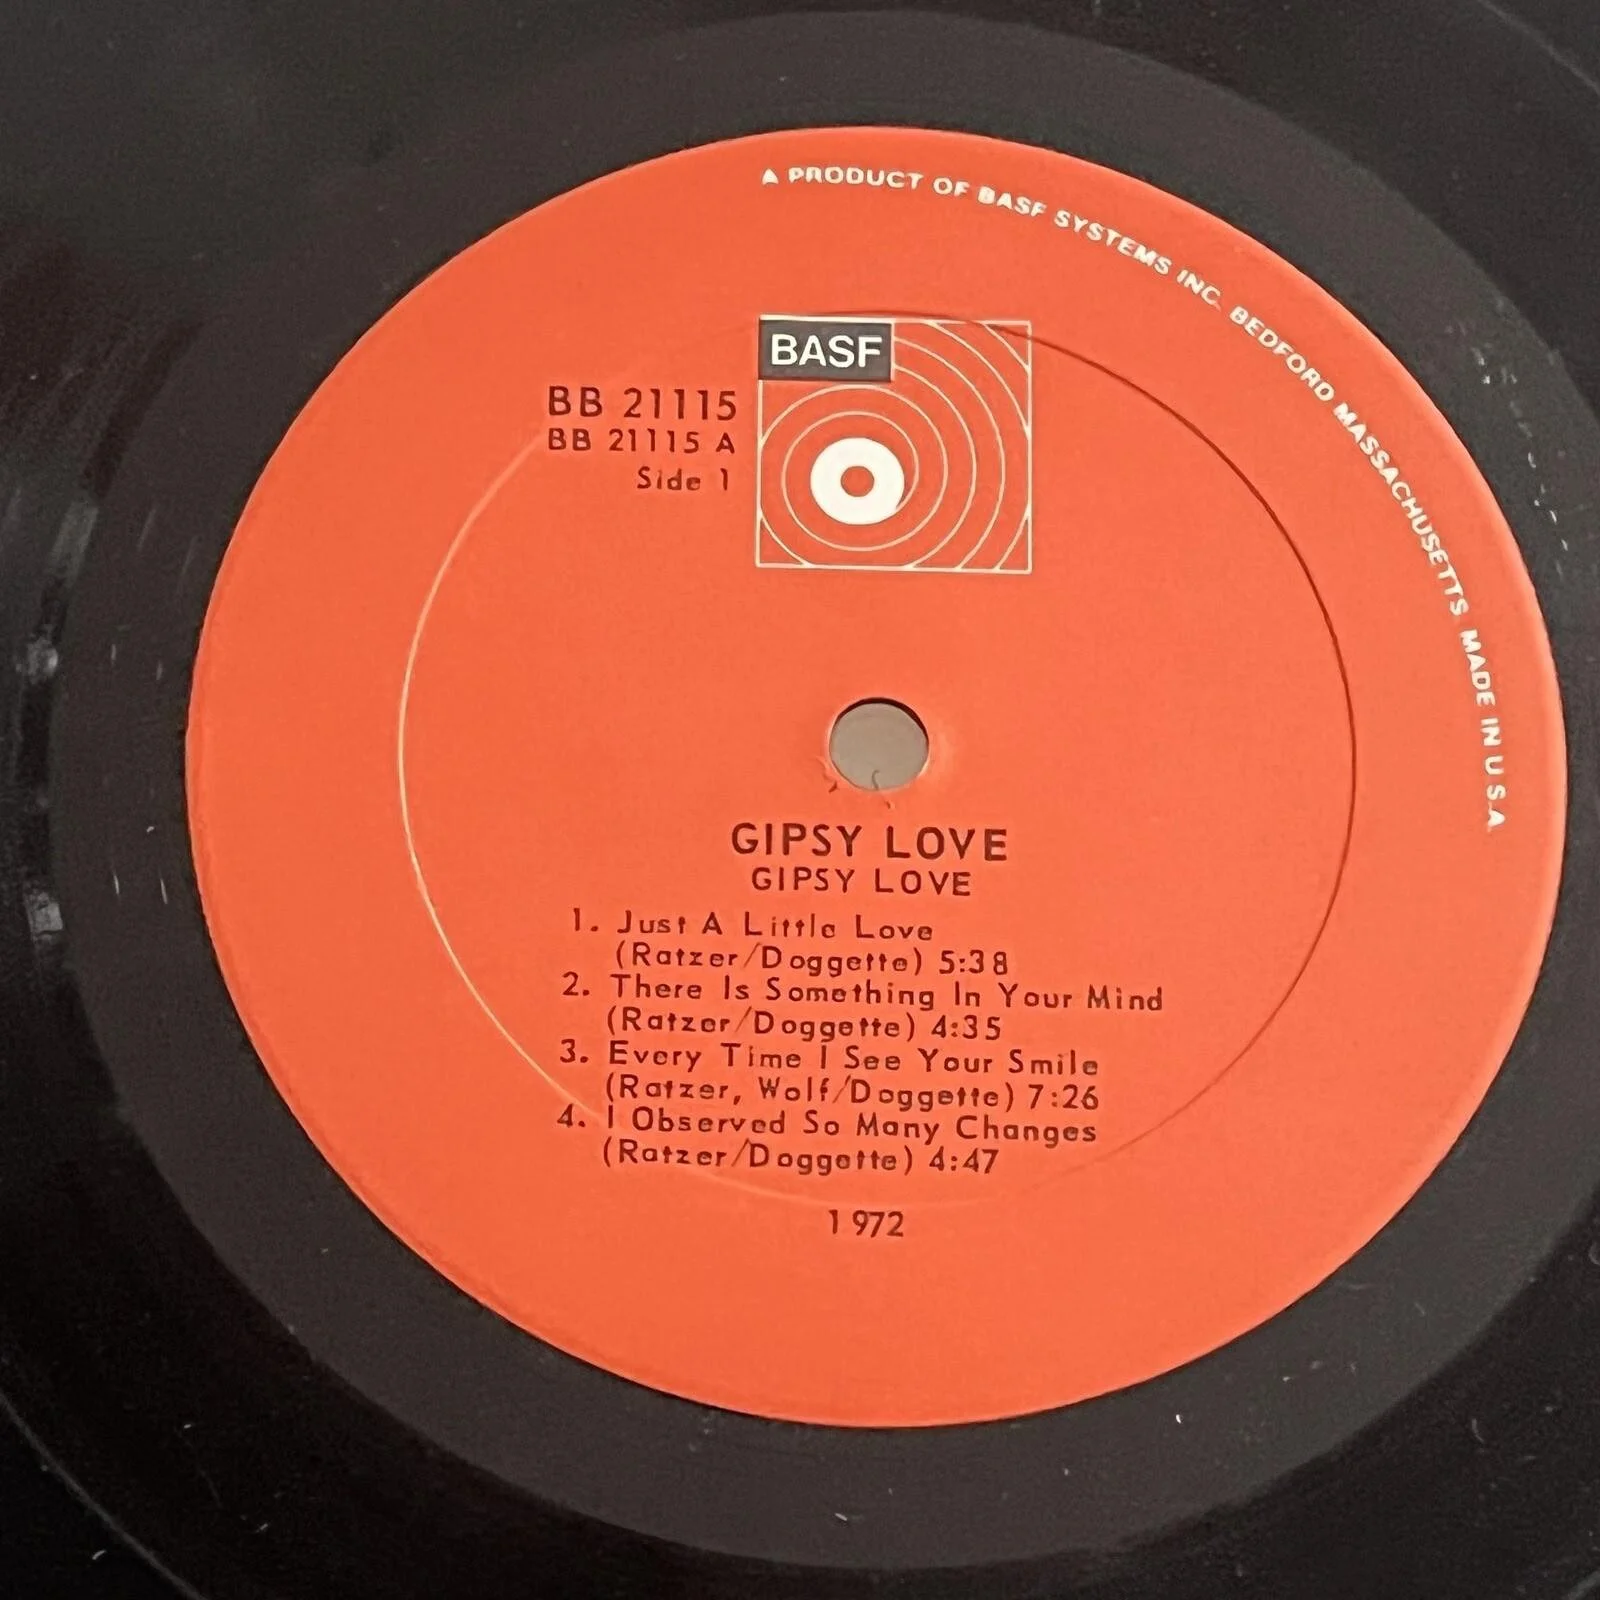 A PRODUCT OF BASF SYSTEMS INC. BEDFORD MASSACHUSETTS MADE IN U S A
BASF
BB 21115
BB 21115 A
Side 1
GIPSY LOVE
GIPSY LOVE
1. Just A Little Love
(Ratzer/Doggette) 5:38
2. There Is Something In Your Mind
(Ratzer/Doggette) 4:35
3. Every Time I See Your Smile
(Ratzer, Wolf/Doggette) 7:26
4. I Observed So Many Changes
(Ratzer/Doggette) 4:47
1972